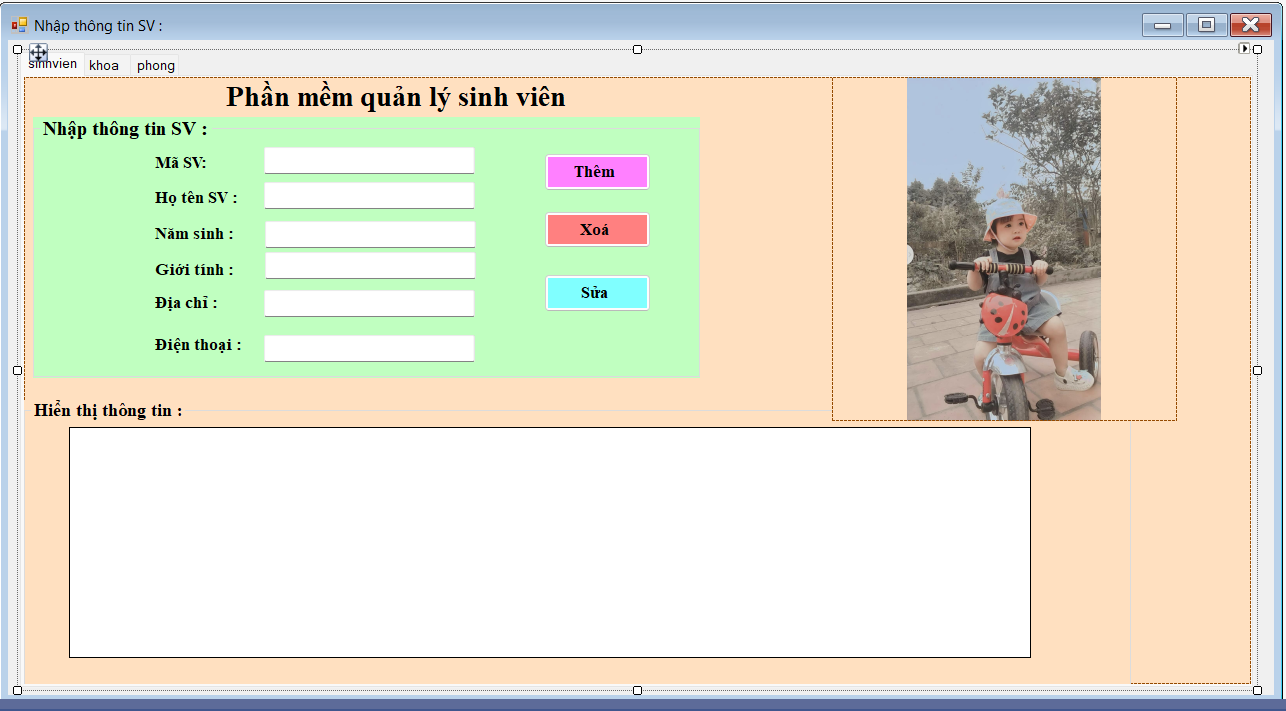 Nhập thông tin SV :
sinhvien khoa phong
Phần mềm quản lý sinh viên
Nhập thông tin SV :
Mã SV:
Thêm
Họ tên SV :
Xoá
Năm sinh :
Giới tính :
Sửa
Địa chỉ :
Điện thoại :
Hiển thị thông tin :